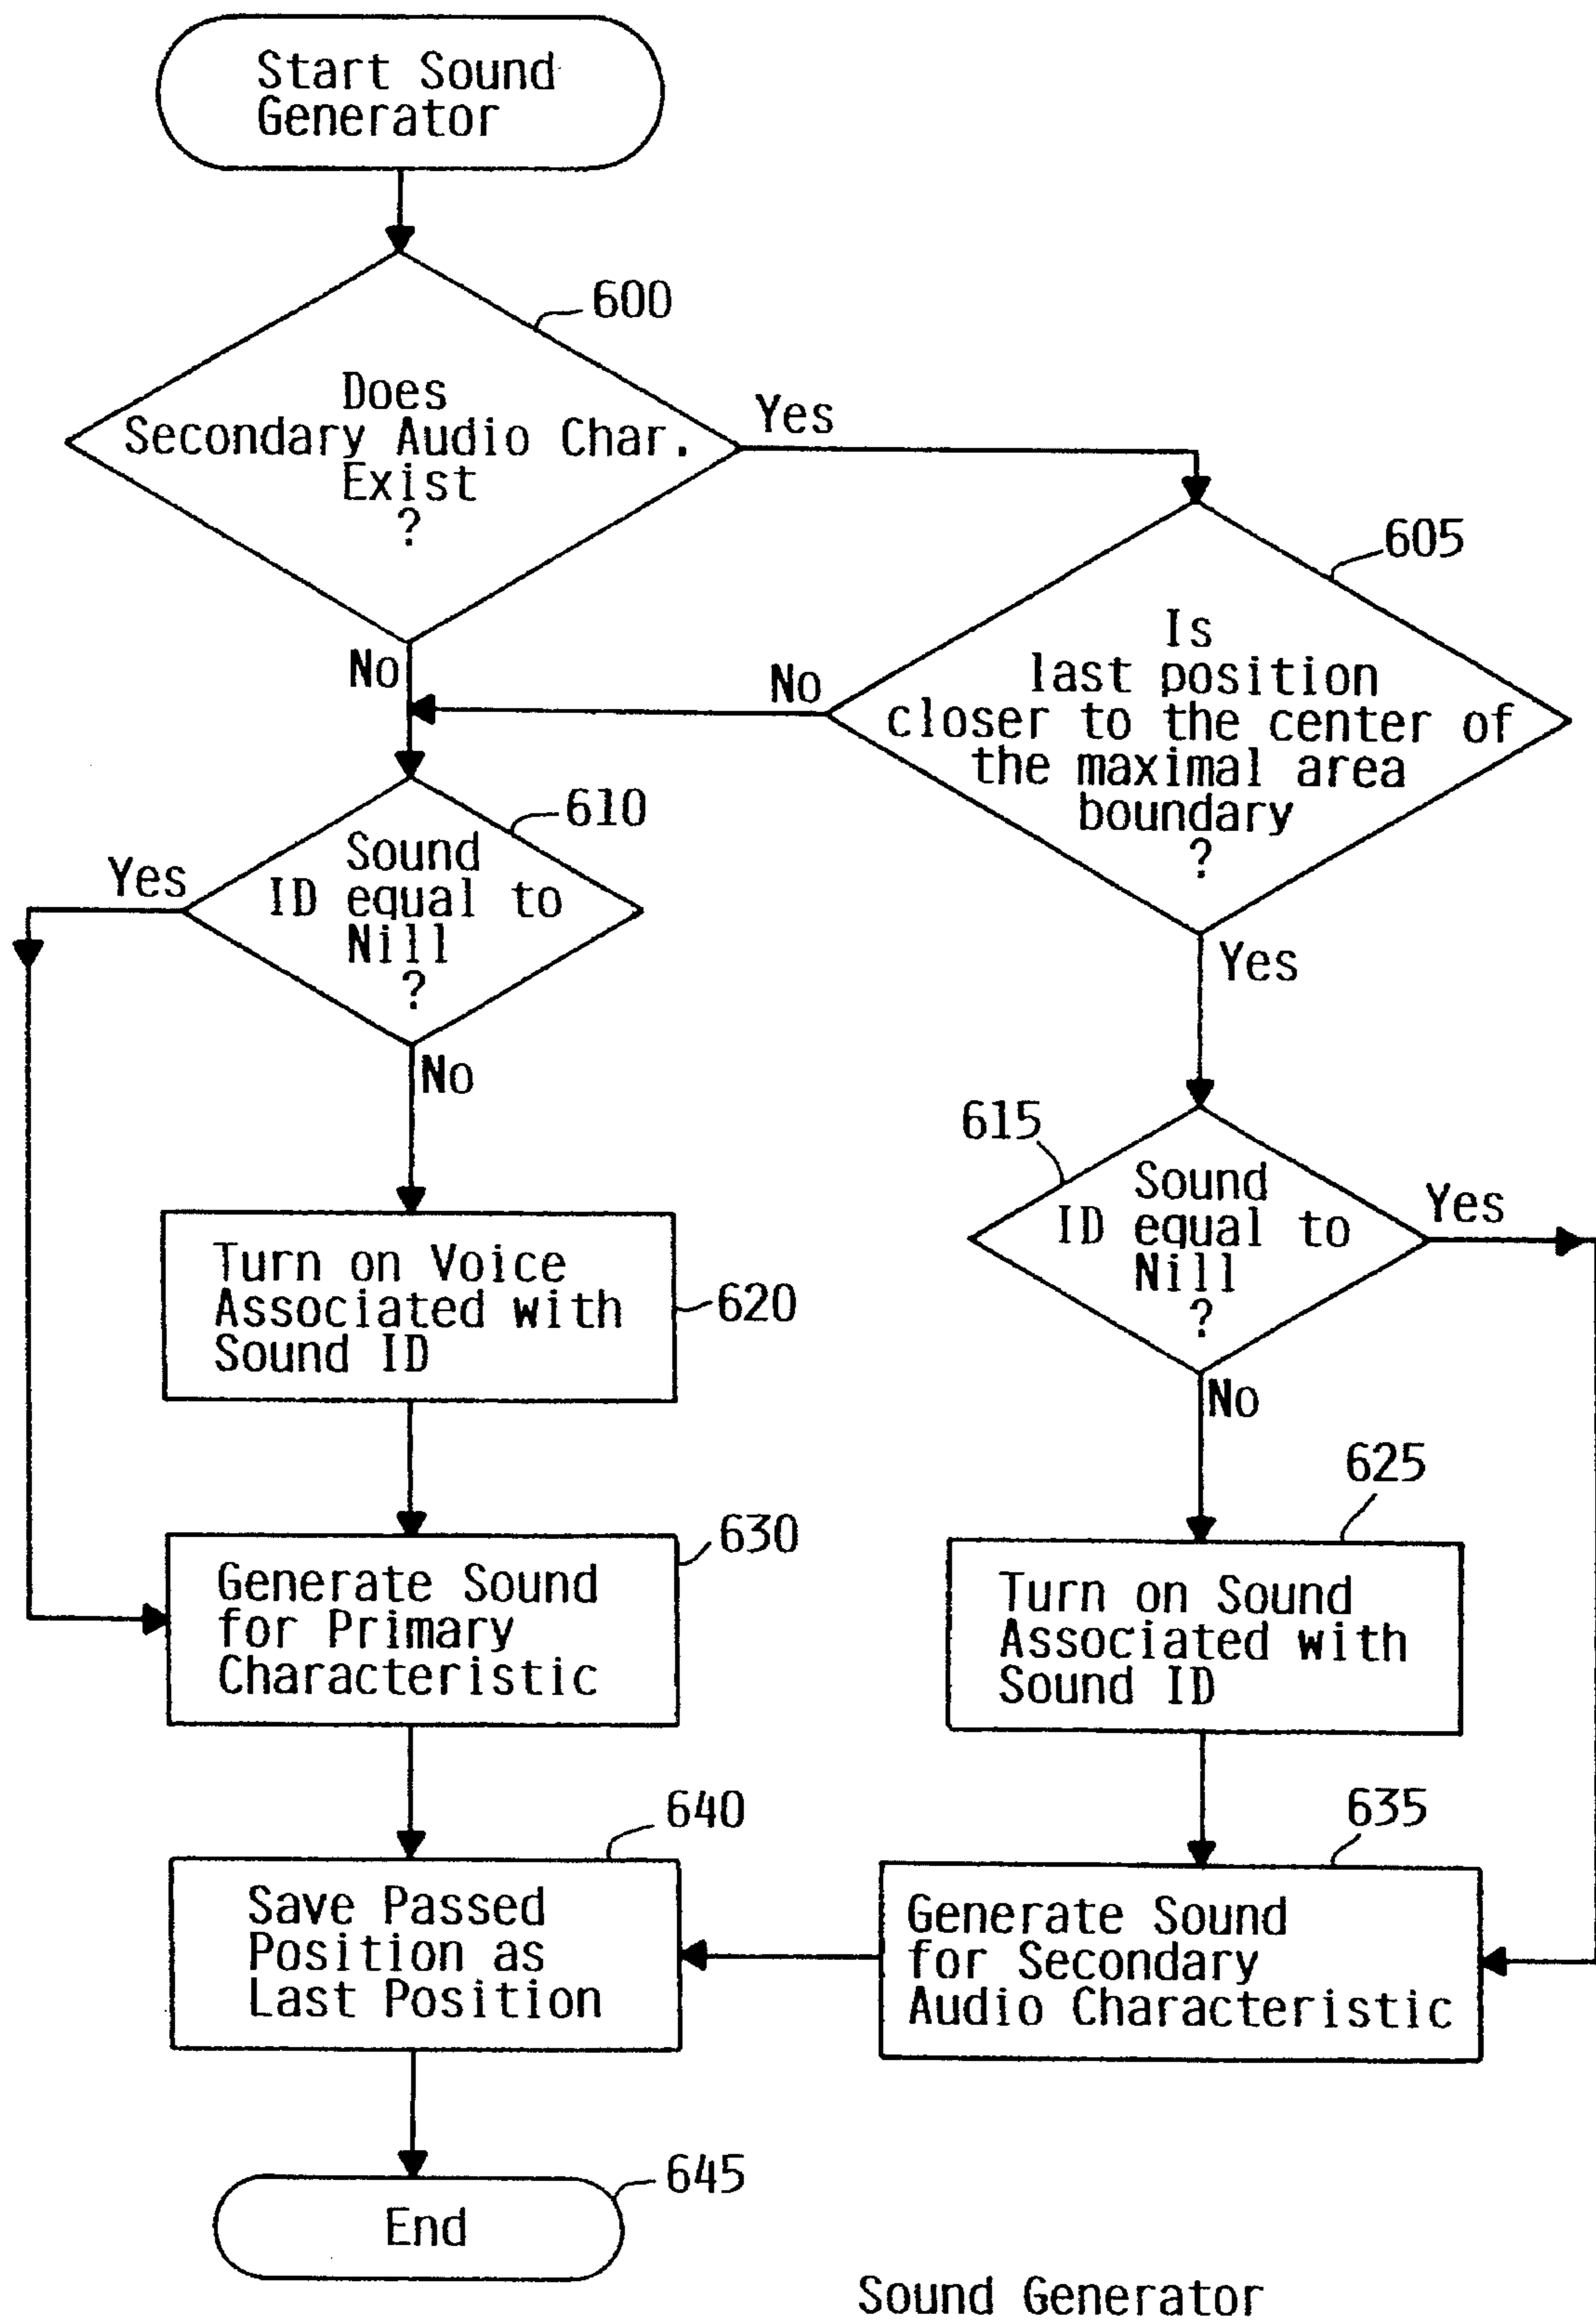 Start Sound
Generator
600
Does
Secondary Audio Char.
Exist
?
Yes
No
605
Is
last position
closer to the center of
the maximal area
boundary
?
No
Yes
610
Sound
ID equal to
Nill
?
Yes
No
615
Sound
ID equal to
Nill
?
Yes
No
Turn on Voice
Associated with
Sound ID
620
625
Turn on Sound
Associated with
Sound ID
630
Generate Sound
for Primary
Characteristic
635
Generate Sound
for Secondary
Audio Characteristic
640
Save Passed
Position as
Last Position
645
End
Sound Generator